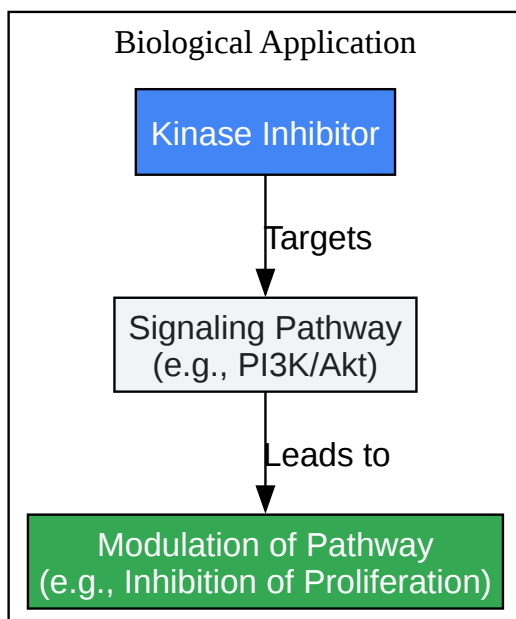 Biological Application
Kinase Inhibitor
Targets
Signaling Pathway
(e.g., PI3K/Akt)
Leads to
Modulation of Pathway
(e.g., Inhibition of Proliferation)